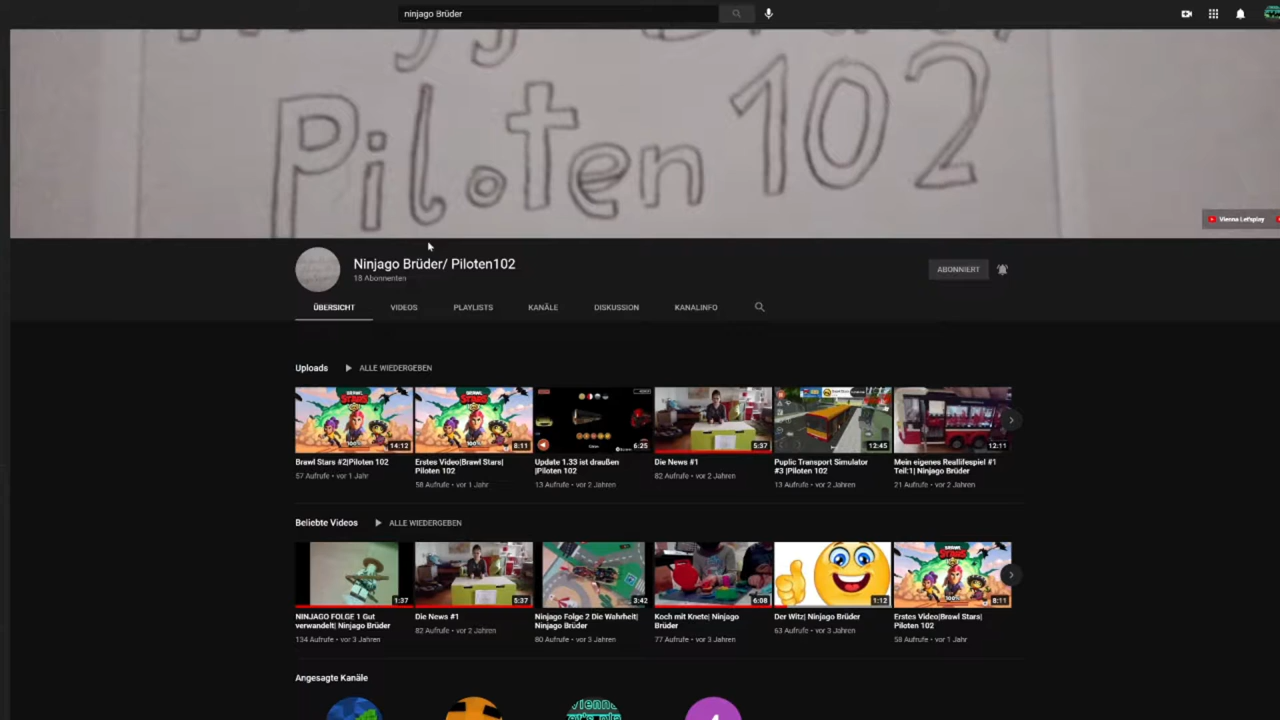 ninjago Brüder
Piloten 102
Vienna Letsplay
Ninjago Brüder/ Piloten102
18 Abonnenten
ABONNIERT
ÜBERSICHT
VIDEOS
PLAYLISTS
KANÄLE
DISKUSSION
KANALINFO
Uploads
ALLE WIEDERGEBEN
14:12
8:11
6:25
5:37
12:45
12:11
Brawl Stars #2|Piloten 102
57 Aufrufe • vor 1 Jahr
Erstes Video|Brawl Stars|
Piloten 102
58 Aufrufe • vor 1 Jahr
Update 1.33 ist draußen
|Piloten 102
13 Aufrufe • vor 2 Jahren
Die News #1
82 Aufrufe • vor 2 Jahren
Puplic Transport Simulator
#3 |Piloten 102
13 Aufrufe • vor 2 Jahren
Mein eigenes Reallifespiel #1
Teil:1| Ninjago Brüder
21 Aufrufe • vor 2 Jahren
Beliebte Videos
ALLE WIEDERGEBEN
1:37
5:37
3:42
6:08
1:12
8:11
NINJAGO FOLGE 1 Gut
verwandelt| Ninjago Brüder
134 Aufrufe • vor 3 Jahren
Die News #1
82 Aufrufe • vor 2 Jahren
Ninjago Folge 2 Die Wahrheit|
Ninjago Brüder
80 Aufrufe • vor 3 Jahren
Koch mit Knete| Ninjago
Brüder
77 Aufrufe • vor 3 Jahren
Der Witz| Ninjago Brüder
63 Aufrufe • vor 3 Jahren
Erstes Video|Brawl Stars|
Piloten 102
58 Aufrufe • vor 1 Jahr
Angesagte Kanäle